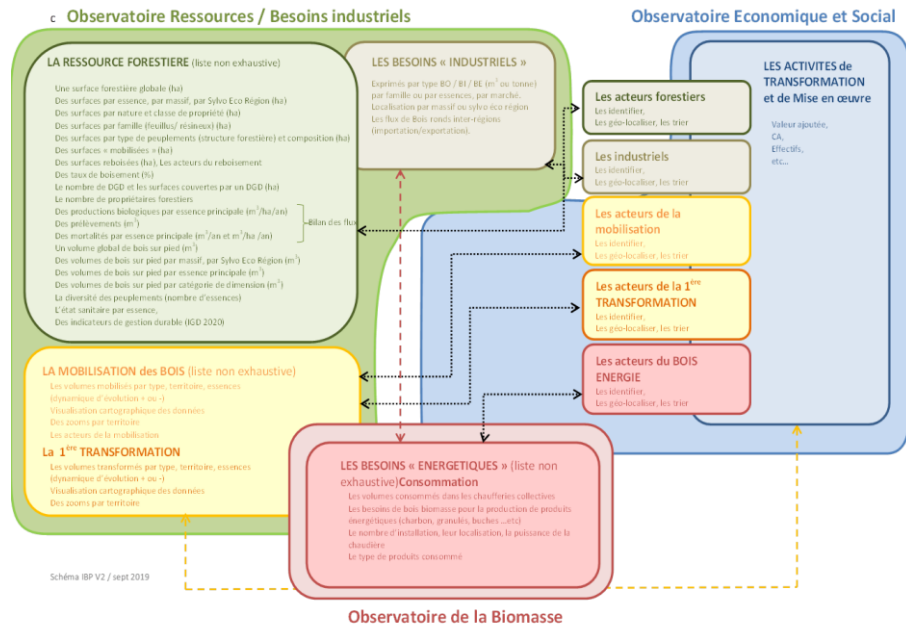 c Observatoire Ressources / Besoins industriels
Observatoire Economique et Social
LA RESSOURCE FORESTIERE (liste non exhaustive)
Une surface forestière globale (ha)
Des surfaces par essence, par massif, par Sylvo Eco Région (ha)
Des surfaces par nature et classe de propriété (ha)
Des surfaces par famille (feuillus/ résineux) (ha)
Des surfaces par type de peuplements (structure forestière) et composition (ha)
Des surfaces « mobilisées » (ha)
Des surfaces reboisées (ha), Les acteurs du reboisement
Des taux de boisement (%)
Le nombre de DGD et les surfaces couvertes par un DGD (ha)
Le nombre de propriétaires forestiers
Des productions biologiques par essence principale (m³/ha/an)
Des prélèvements (m³)
Des mortalités par essence principale (m³/an et m³/ha /an)
Bilan des flux
Un volume global de bois sur pied (m³)
Des volumes de bois sur pied par massif, par Sylvo Eco Région (m³)
Des volumes de bois sur pied par essence principale (m³)
Des volumes de bois sur pied par catégorie de dimension (m³)
La diversité des peuplements (nombre d'essences)
L'état sanitaire par essence,
Des indicateurs de gestion durable (IGD 2020)
LES BESOINS « INDUSTRIELS »
Exprimés par type BO / BI / BE (m³ ou tonne)
par famille ou par essences, par marché.
Localisation par massif ou sylvo éco région
Les flux de Bois ronds inter-régions
(importation/exportation).
Les acteurs forestiers
Les identifier,
Les géo-localiser, les trier
Les industriels
Les identifier,
Les géo-localiser, les trier
Les acteurs de la
mobilisation
Les identifier,
Les géo-localiser, les trier
Les acteurs de la 1ère
TRANSFORMATION
Les identifier,
Les géo-localiser, les trier
Les acteurs du BOIS
ENERGIE
Les identifier,
Les géo-localiser, les trier
LES ACTIVITES de
TRANSFORMATION
et de Mise en œuvre
Valeur ajoutée,
CA,
Effectifs,
etc...
LA MOBILISATION des BOIS (liste non exhaustive)
Les volumes mobilisés par type, territoire, essences
(dynamique d'évolution + ou -)
Visualisation cartographique des données
Des zooms par territoire
Les acteurs de la mobilisation
La 1ère TRANSFORMATION
Les volumes transformés par type, territoire, essences
(dynamique d'évolution + ou -)
Visualisation cartographique des données
Des zooms par territoire
LES BESOINS « ENERGETIQUES » (liste non
exhaustive)Consommation
Les volumes consommés dans les chaufferies collectives
Les besoins de bois biomasse pour la production de produits
énergétiques (charbon, granulés, buches ...etc)
Le nombre d'installation, leur localisation, la puissance de la
chaudière
Le type de produits consommé
Schéma IBP V2 / sept 2019
Observatoire de la Biomasse